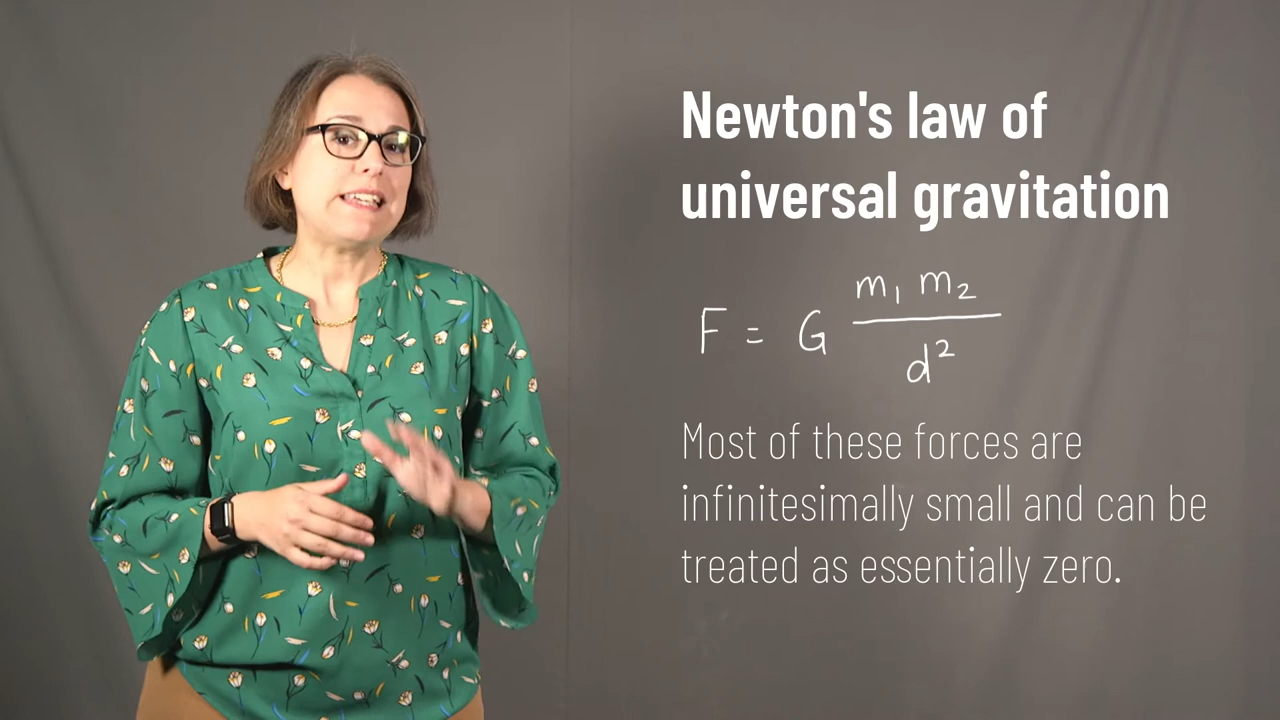 Newton's law of
universal gravitation
F = G m₁ m₂ / d²
Most of these forces are
infinitesimally small and can be
treated as essentially zero.